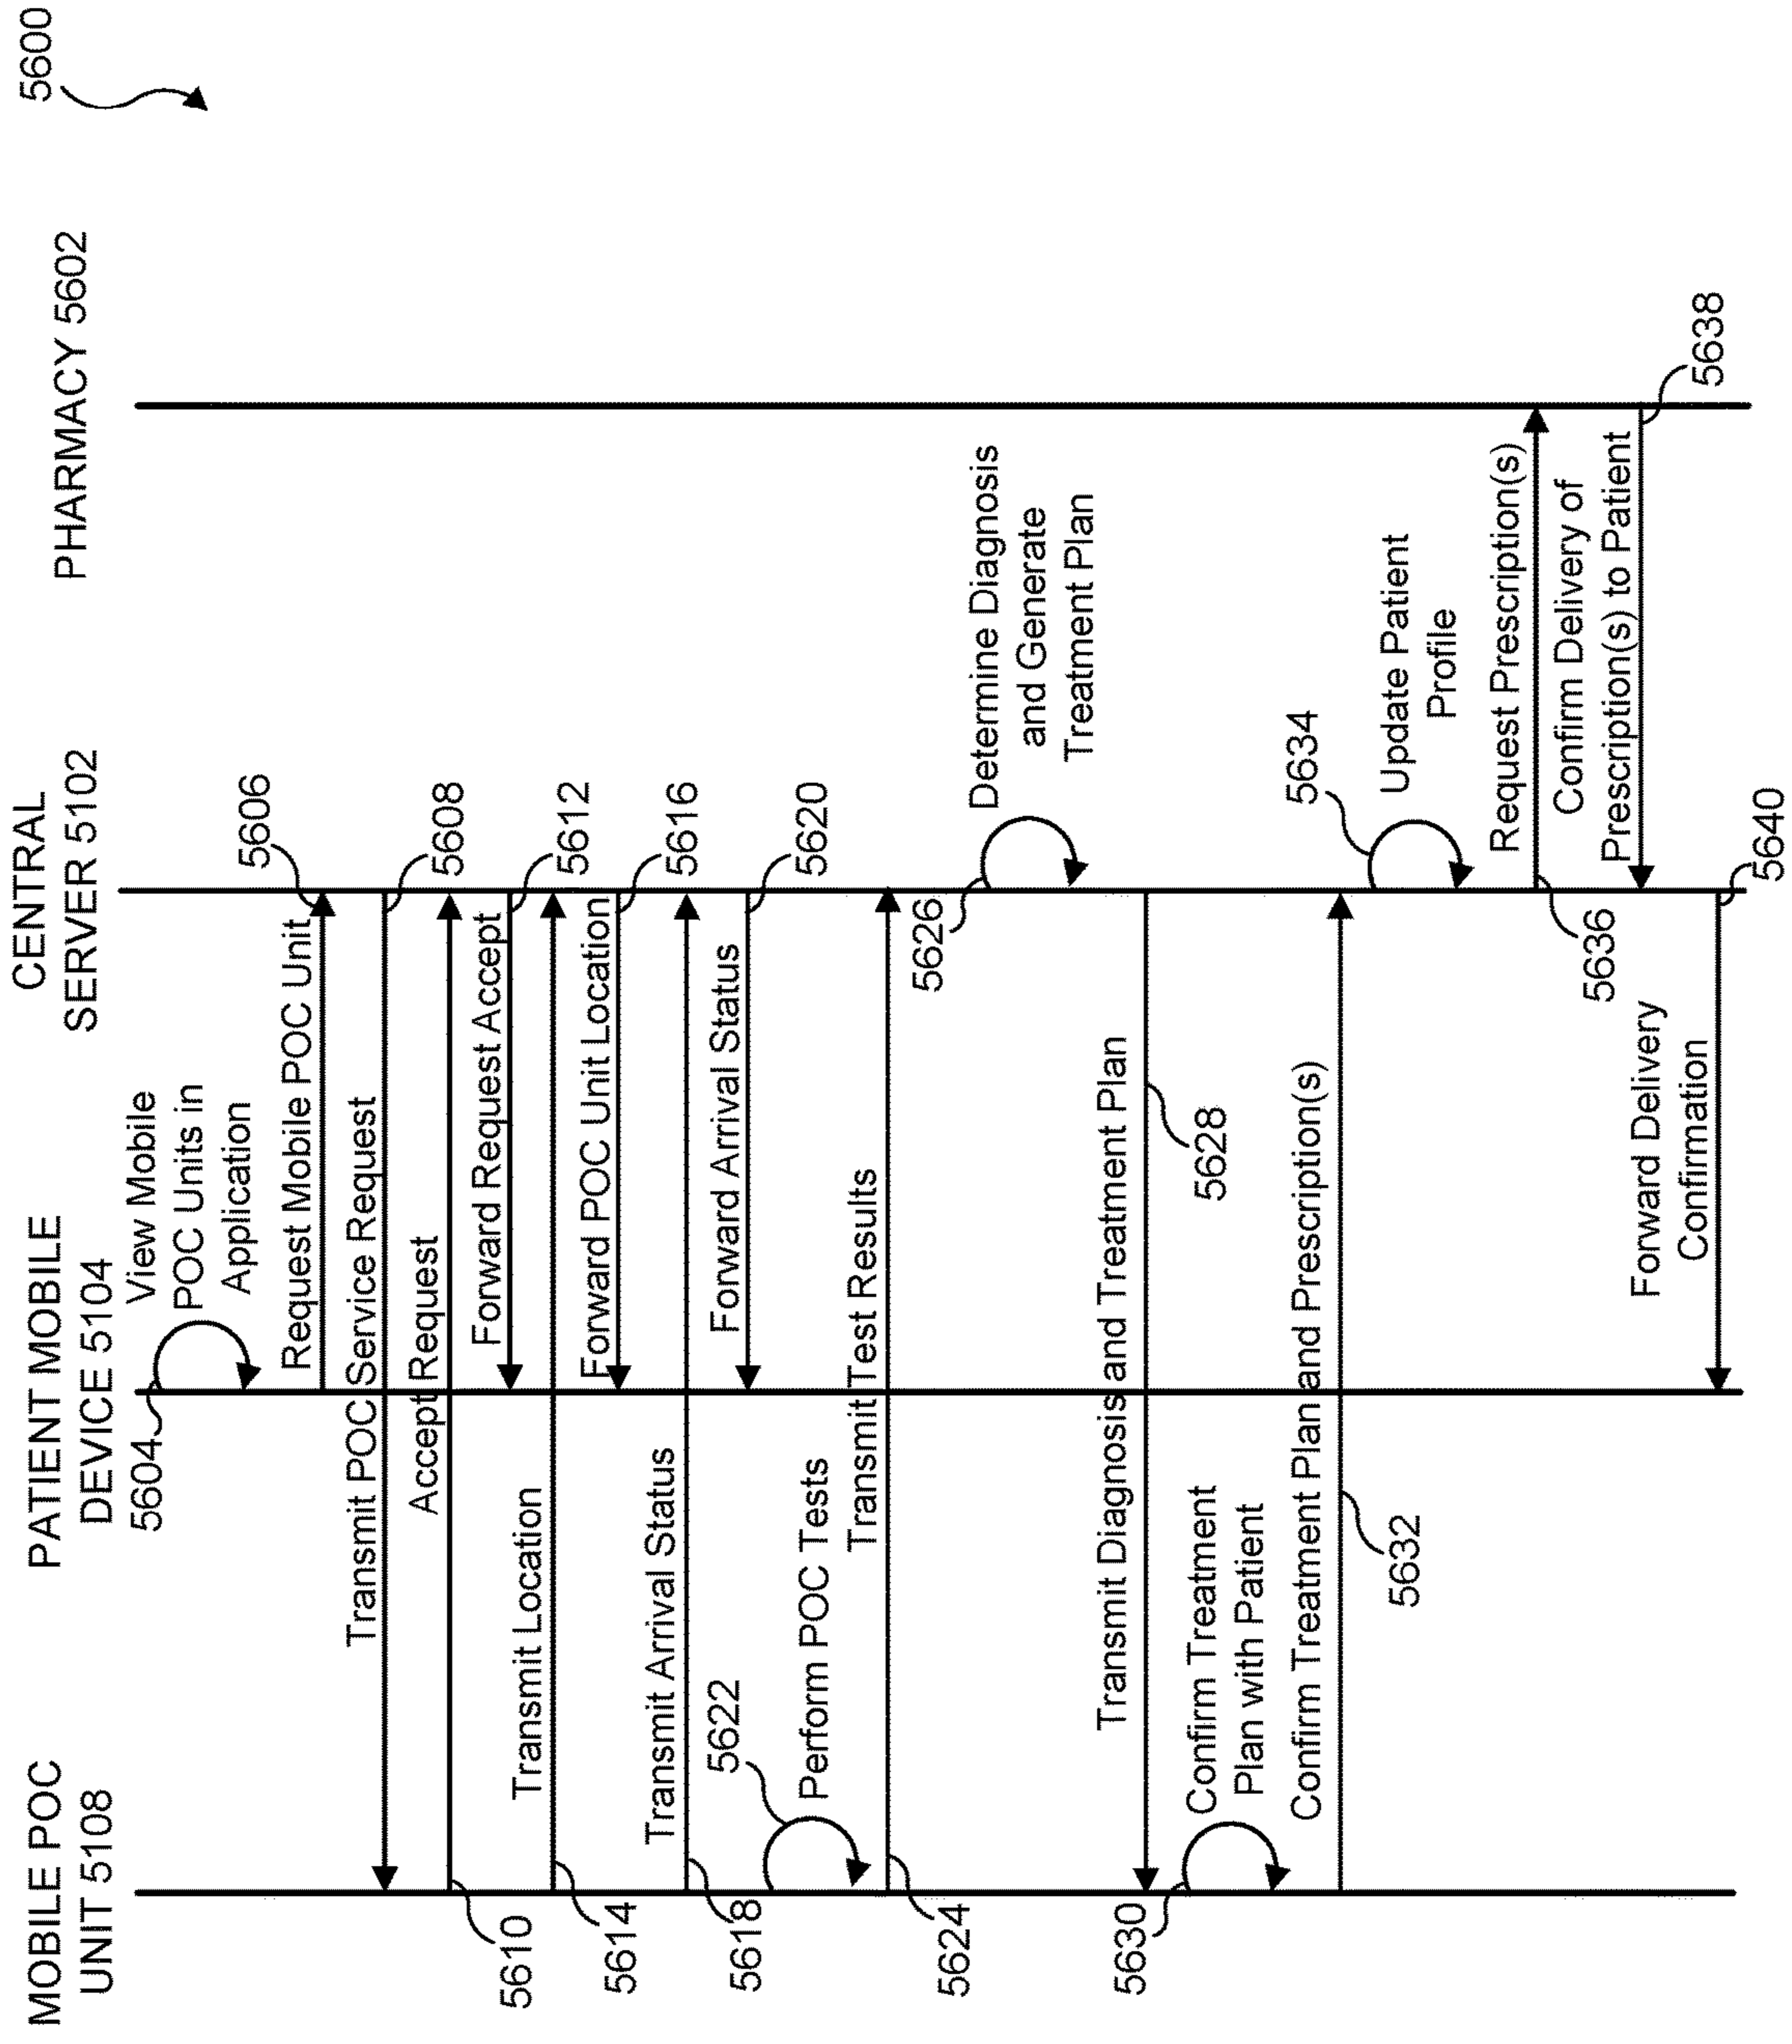 5600
MOBILE POC
UNIT 5108
PATIENT MOBILE
DEVICE 5104
CENTRAL
SERVER 5102
PHARMACY 5602
5604
View Mobile
POC Units in
Application
Request Mobile POC Unit
5606
Transmit POC Service Request
5608
Accept Request
5610
Forward Request Accept
5612
Transmit Location
5614
Forward POC Unit Location
5616
Transmit Arrival Status
5618
Forward Arrival Status
5620
5622
Perform POC Tests
Transmit Test Results
5624
5626
Determine Diagnosis
and Generate
Treatment Plan
Transmit Diagnosis and Treatment Plan
5628
5630
Confirm Treatment
Plan with Patient
Confirm Treatment Plan and Prescription(s)
5632
5634
Update Patient
Profile
Request Prescription(s)
5636
Confirm Delivery of
Prescription(s) to Patient
5638
Forward Delivery
Confirmation
5640